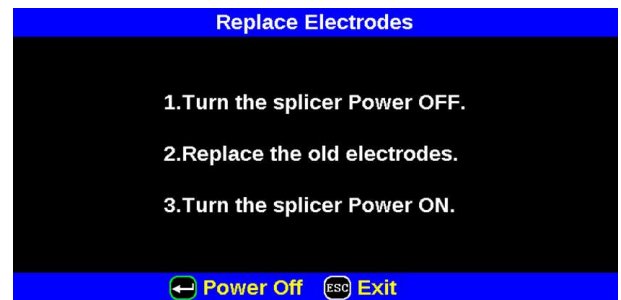 Replace Electrodes
1.Turn the splicer Power OFF.
2.Replace the old electrodes.
3.Turn the splicer Power ON.
Power Off ESC Exit